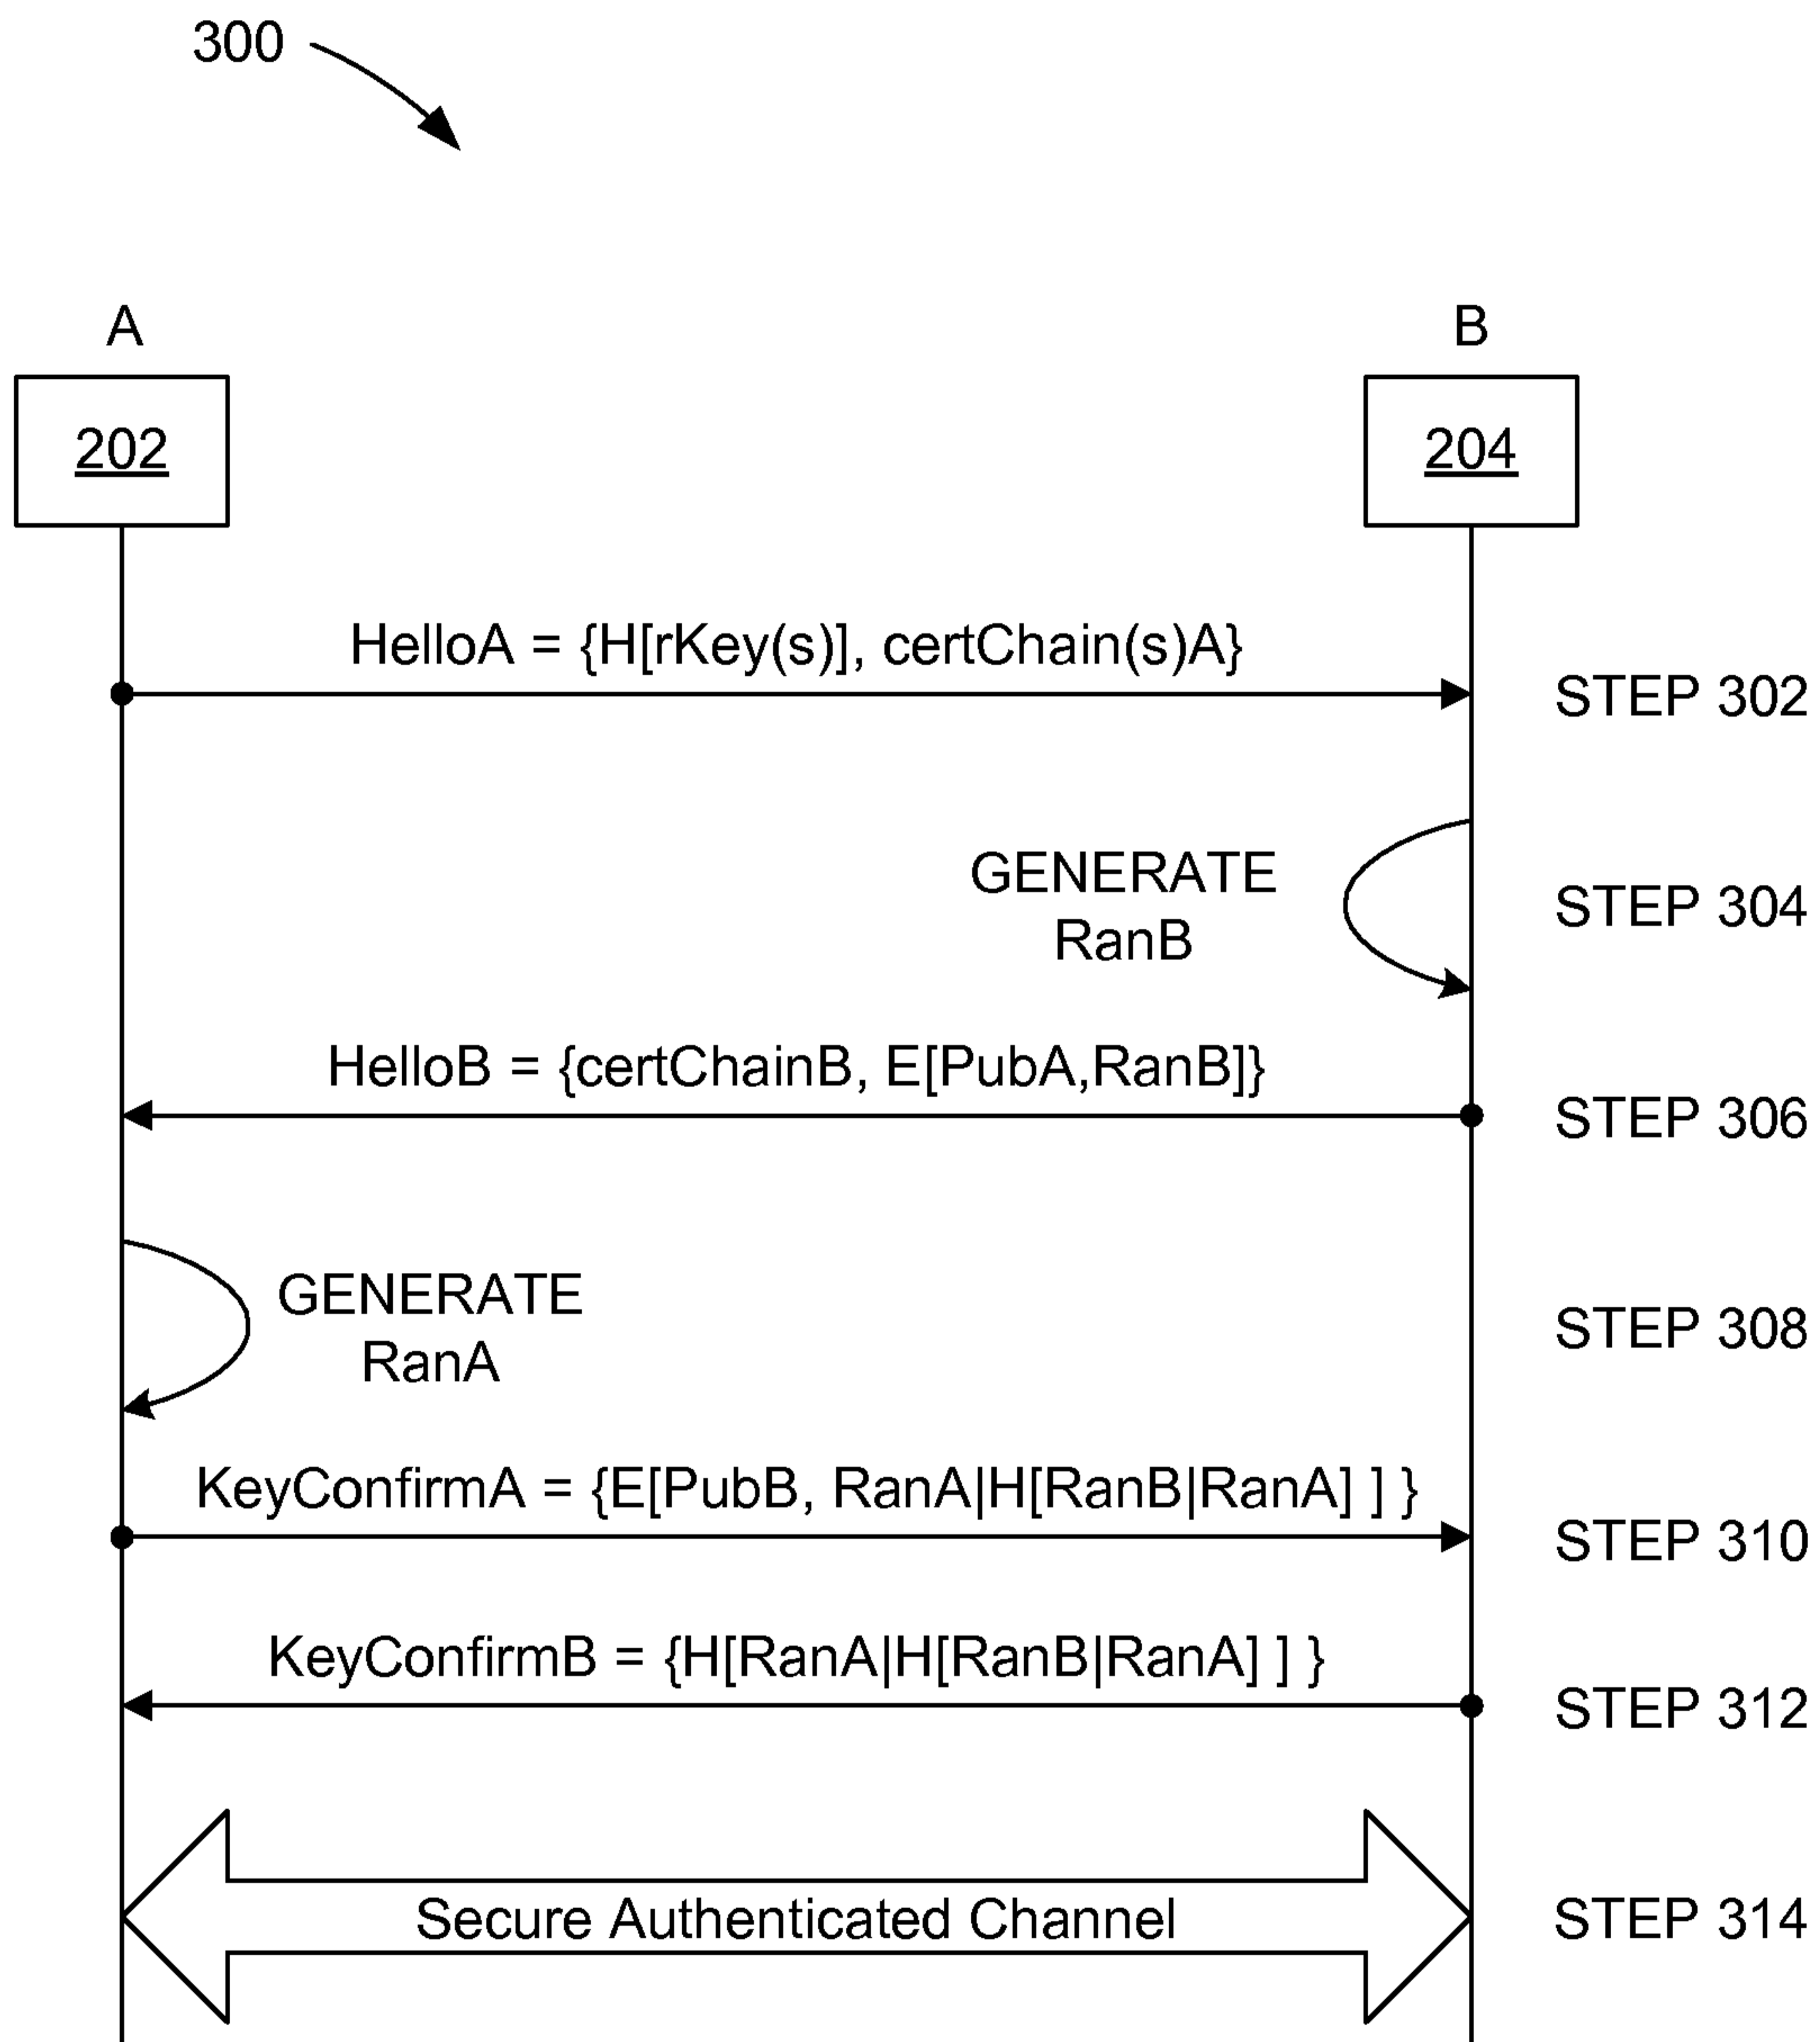 300
A
B
202
204
HelloA = {H[rKey(s)], certChain(s)A}
STEP 302
GENERATE
RanB
STEP 304
HelloB = {certChainB, E[PubA,RanB]}
STEP 306
GENERATE
RanA
STEP 308
KeyConfirmA = {E[PubB, RanA|H[RanB|RanA] ] }
STEP 310
KeyConfirmB = {H[RanA|H[RanB|RanA] ] }
STEP 312
Secure Authenticated Channel
STEP 314